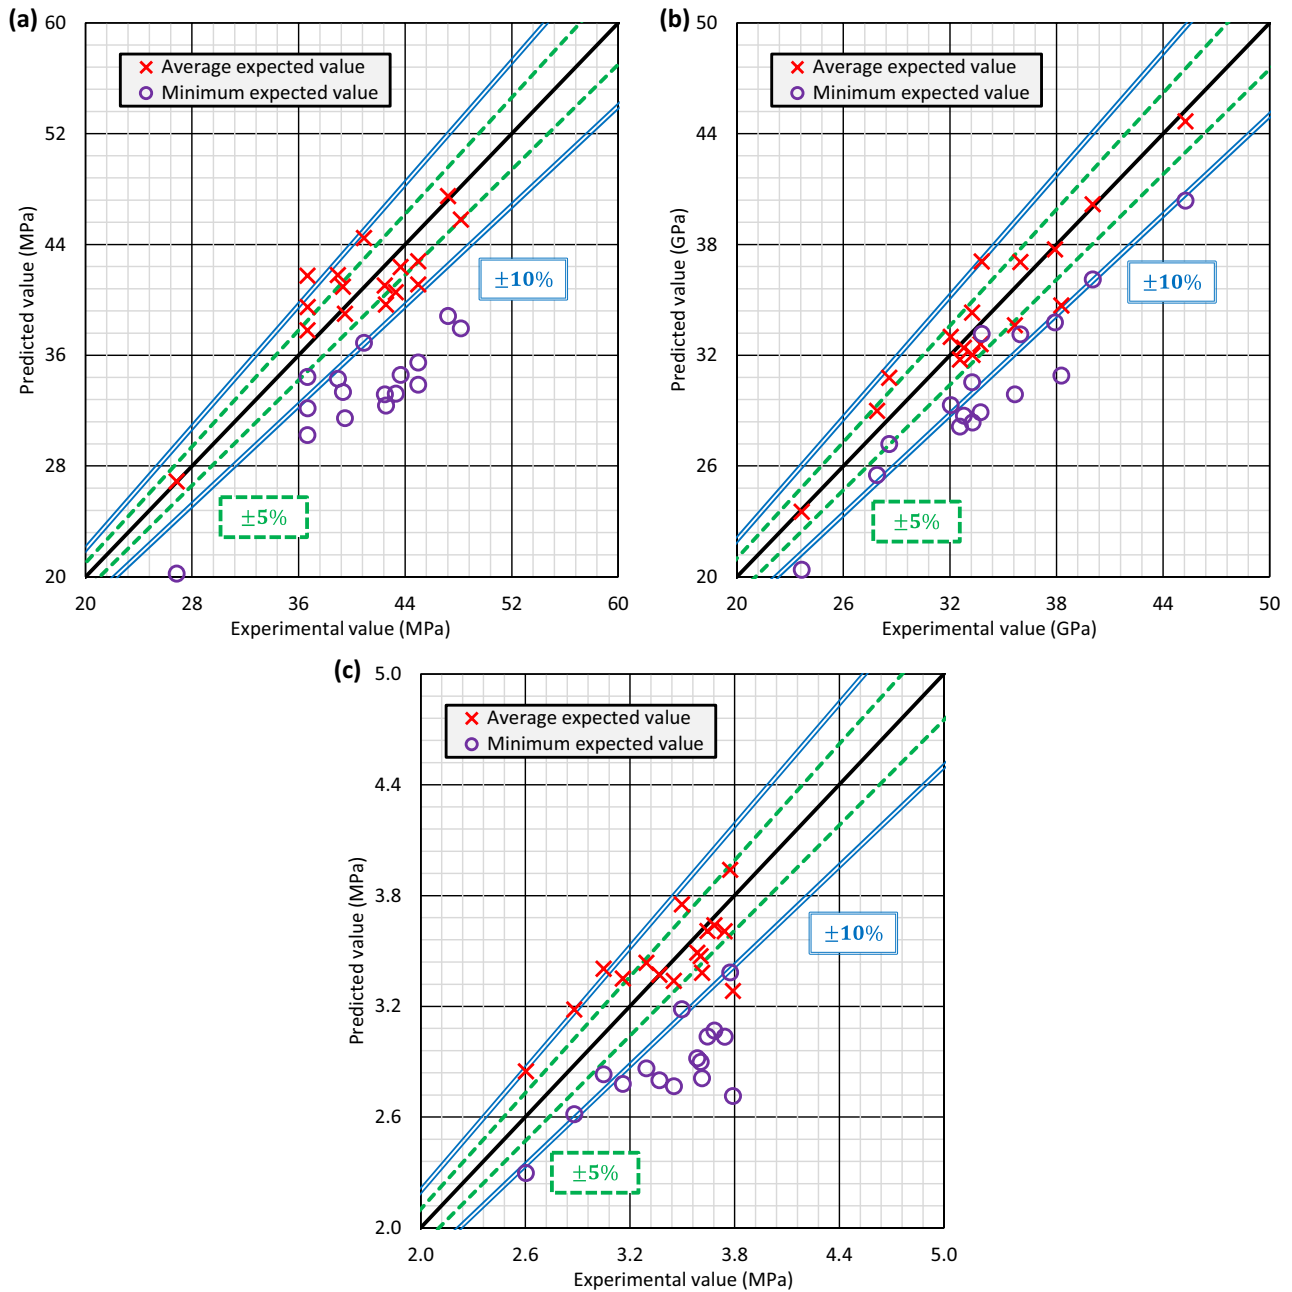 (a)
60
52
44
36
28
20
Predicted value (MPa)
Average expected value
Minimum expected value
±10%
±5%
20 28 36 44 52 60
Experimental value (MPa)
(b)
50
44
38
32
26
20
Predicted value (GPa)
Average expected value
Minimum expected value
±10%
±5%
20 26 32 38 44 50
Experimental value (GPa)
(c)
5.0
4.4
3.8
3.2
2.6
2.0
Predicted value (MPa)
Average expected value
Minimum expected value
±10%
±5%
2.0 2.6 3.2 3.8 4.4 5.0
Experimental value (MPa)